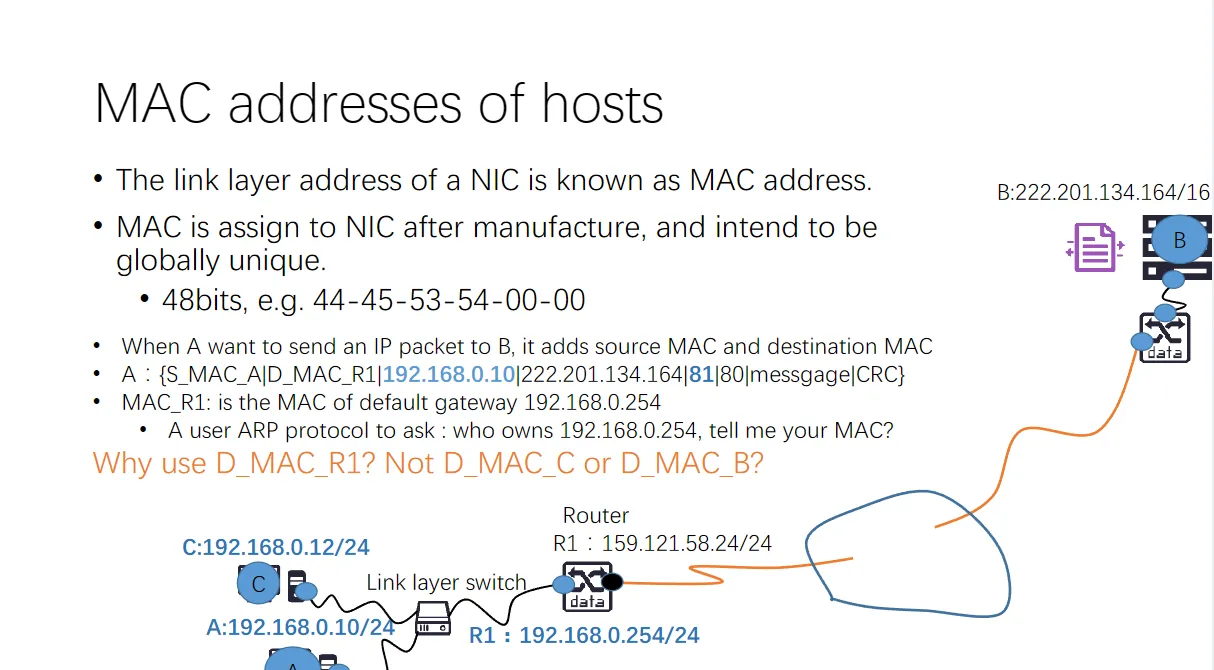 MAC addresses of hosts
• The link layer address of a NIC is known as MAC address.
• MAC is assign to NIC after manufacture, and intend to be
globally unique.
• 48bits, e.g. 44-45-53-54-00-00
• When A want to send an IP packet to B, it adds source MAC and destination MAC
• A：{S_MAC_A|D_MAC_R1|192.168.0.10|222.201.134.164|81|80|messgage|CRC}
• MAC_R1: is the MAC of default gateway 192.168.0.254
• A user ARP protocol to ask : who owns 192.168.0.254, tell me your MAC?
Why use D_MAC_R1? Not D_MAC_C or D_MAC_B?
B:222.201.134.164/16
B
data
Router
R1：159.121.58.24/24
C:192.168.0.12/24
C
Link layer switch
data
A:192.168.0.10/24
R1：192.168.0.254/24
A